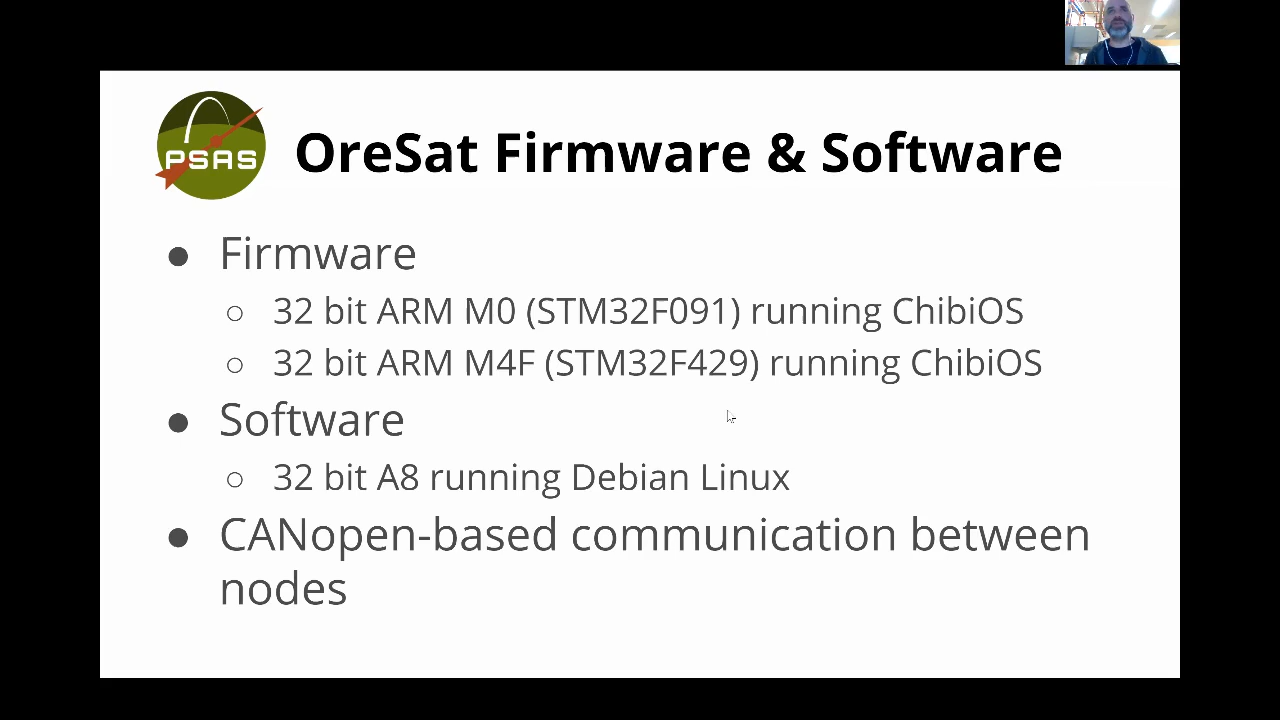 PSAS
OreSat Firmware & Software
● Firmware
○ 32 bit ARM M0 (STM32F091) running ChibiOS
○ 32 bit ARM M4F (STM32F429) running ChibiOS
● Software
○ 32 bit A8 running Debian Linux
● CANopen-based communication between
nodes